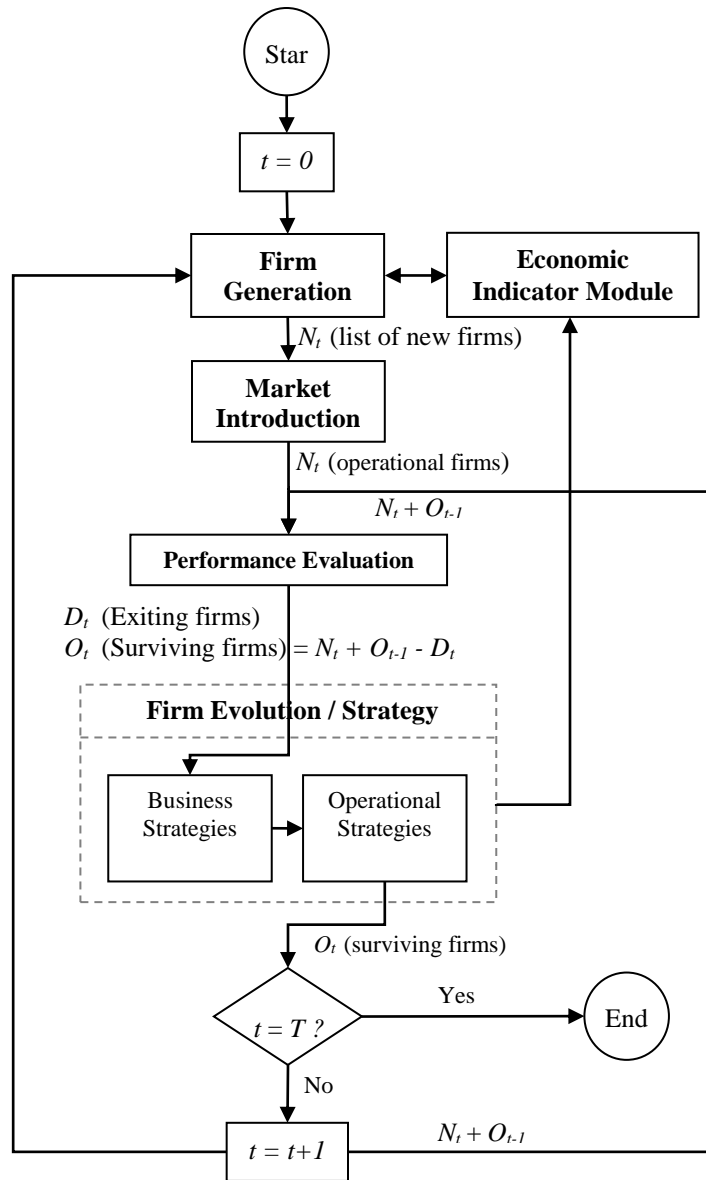 Star
t = 0
Firm
Generation
Economic
Indicator Module
Nt (list of new firms)
Market
Introduction
Nt (operational firms)
Nt + Ot-1
Performance Evaluation
Dt (Exiting firms)
Ot (Surviving firms) = Nt + Ot-1 - Dt
Firm Evolution / Strategy
Business
Strategies
Operational
Strategies
Ot (surviving firms)
t = T ?
Yes
End
No
t = t+1
Nt + Ot-1